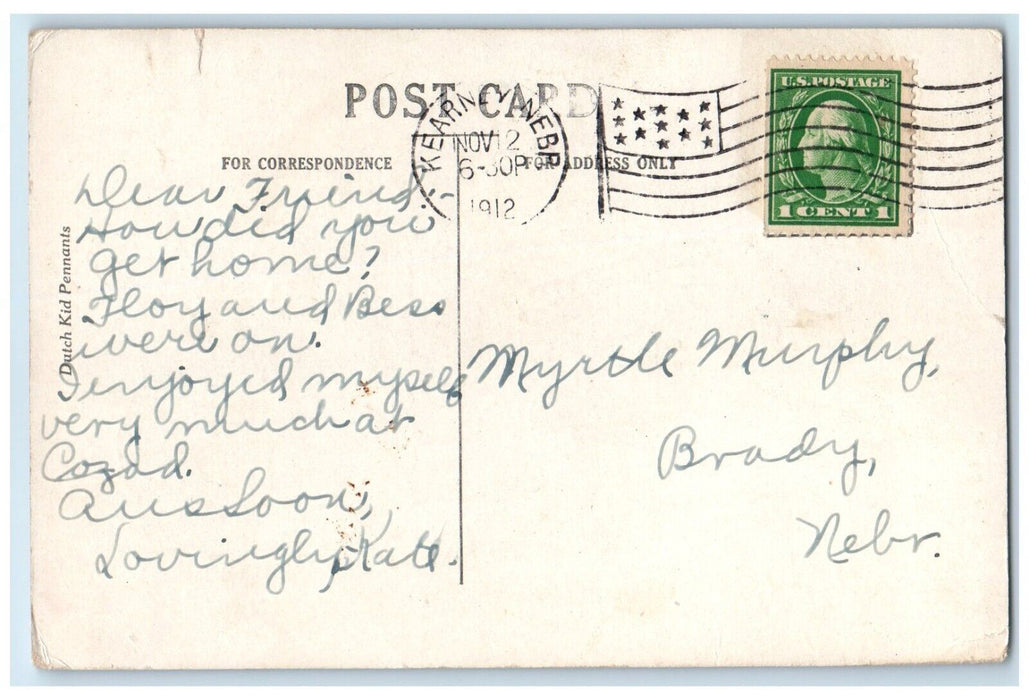 POST CARD
KEARNEY NEBR
NOV 12
6-30P
1912
U.S. POSTAGE
1 CENT 1
FOR CORRESPONDENCE
FOR ADDRESS ONLY
Dutch Kid Pennants
Dear Friend,
How did you
get home?
Floy and Bess
were on.
I enjoyed myself
very much at
Cozad.
Ans Soon,
Lovingly, Kate.
Myrtle Murphy,
Brady,
Nebr.